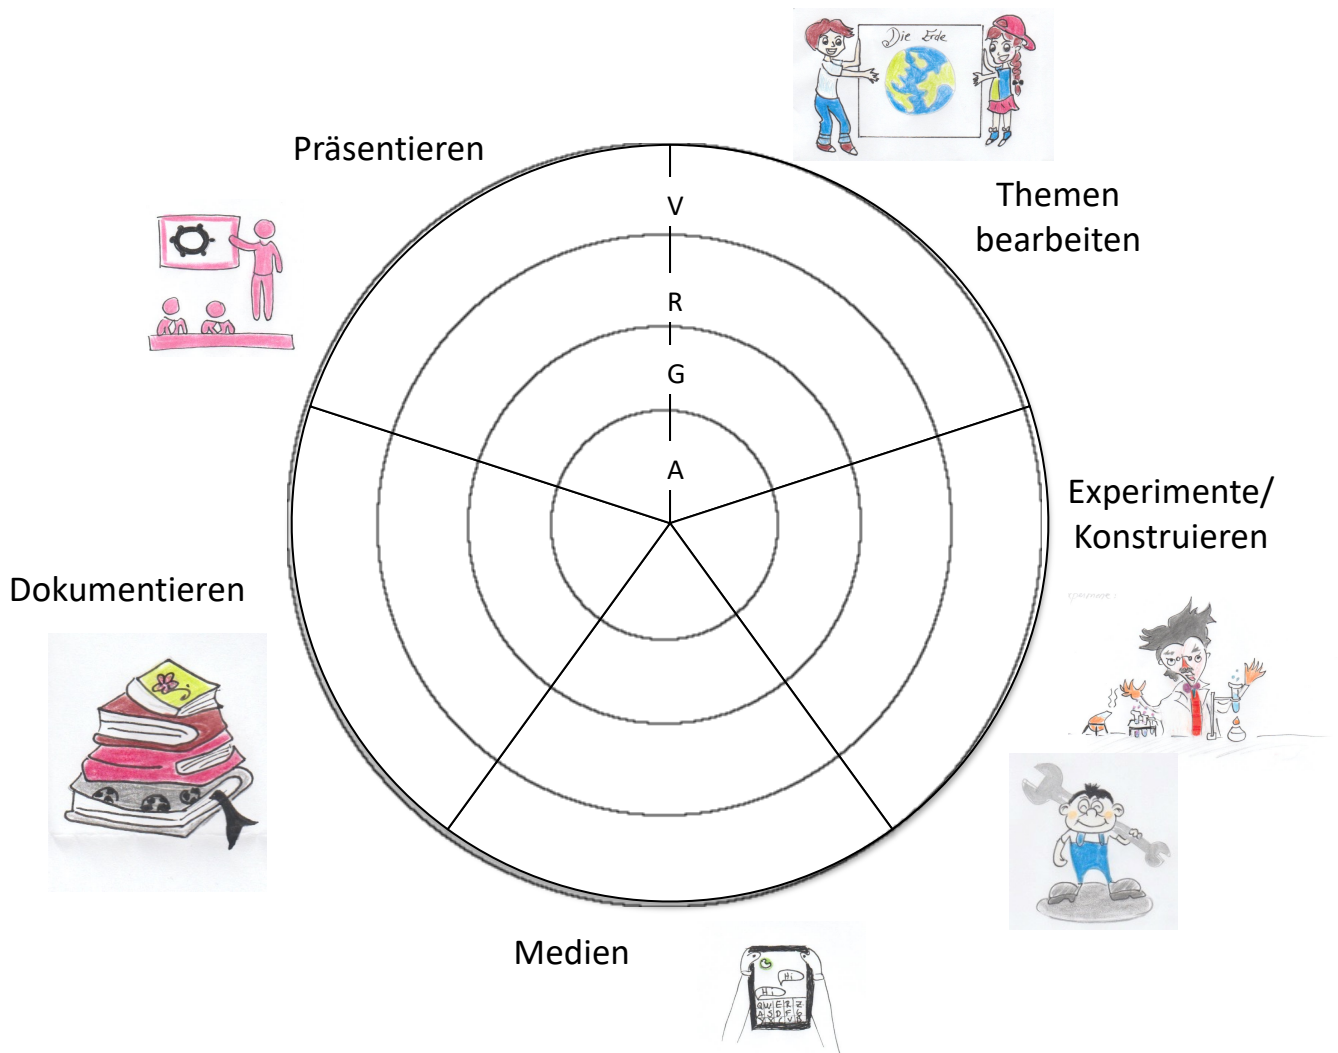 Die Erde
Präsentieren
Themen
bearbeiten
V
R
G
A
Experimente/
Konstruieren
Dokumentieren
Medien
Hi
Hi